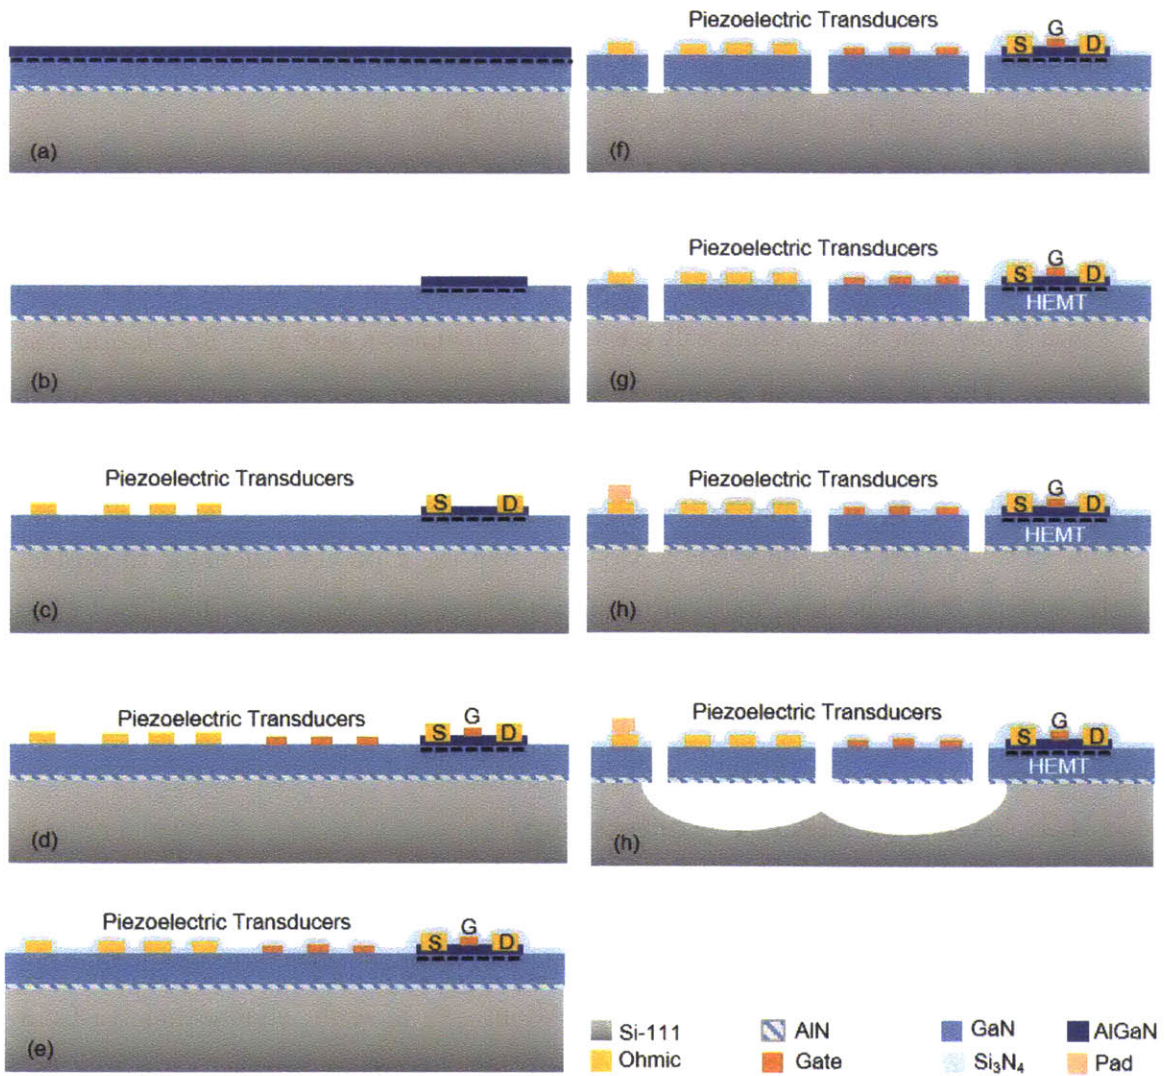 (a)
(b)
Piezoelectric Transducers
S D
(c)
Piezoelectric Transducers
G
S D
(d)
Piezoelectric Transducers
G
S D
(e)
Piezoelectric Transducers
G
S D
(f)
Piezoelectric Transducers
G
S D
HEMT
(g)
Piezoelectric Transducers
G
S D
HEMT
(h)
Piezoelectric Transducers
G
S D
HEMT
(h)
Si-111 AlN GaN AlGaN
Ohmic Gate Si₃N₄ Pad